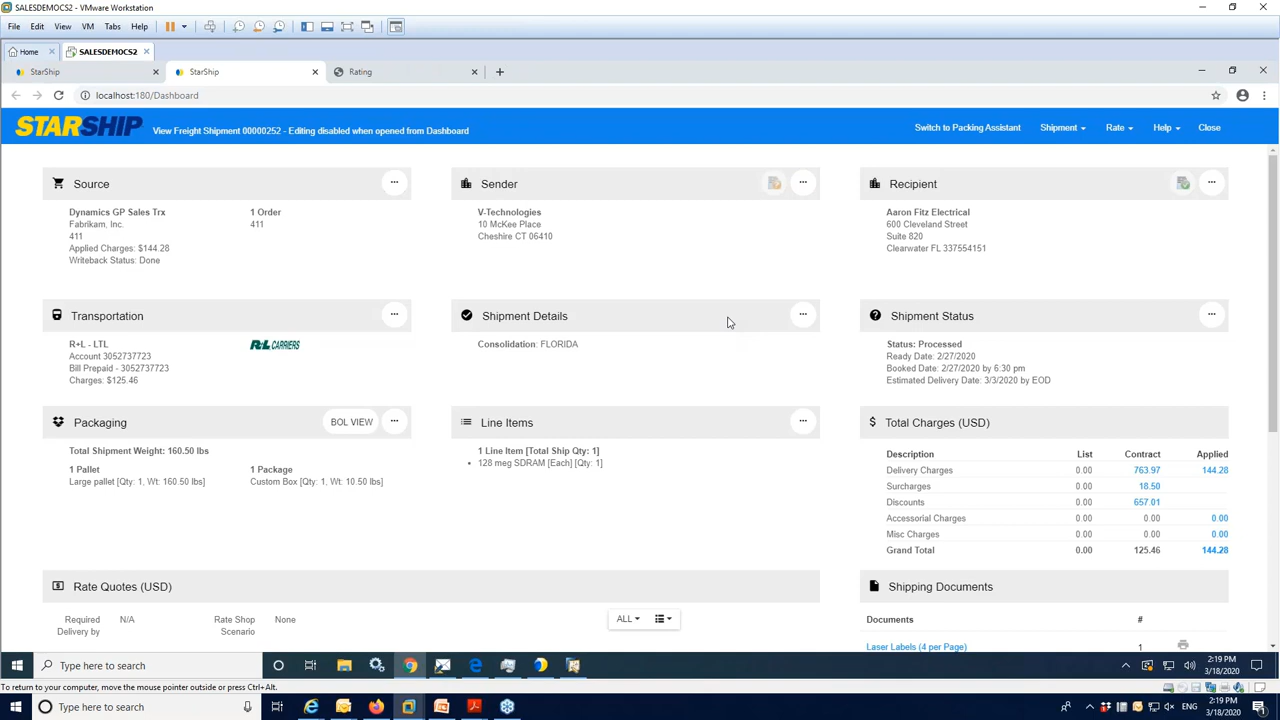 SALESDEMOCS2 - VMware Workstation
File Edit View VM Tabs Help
Home SALESDEMOCS2
StarShip StarShip Rating
localhost:180/Dashboard
STARSHIP View Freight Shipment 00000252 - Editing disabled when opened from Dashboard Switch to Packing Assistant Shipment Rate Help Close
Source
Dynamics GP Sales Trx 1 Order
Fabrikam, Inc. 411
411
Applied Charges: $144.28
Writeback Status: Done
Sender
V-Technologies
10 McKee Place
Cheshire CT 06410
Recipient
Aaron Fitz Electrical
600 Cleveland Street
Suite 820
Clearwater FL 337554151
Transportation
R+L - LTL R+L CARRIERS
Account 3052737723
Bill Prepaid - 3052737723
Charges: $125.46
Shipment Details
Consolidation: FLORIDA
Shipment Status
Status: Processed
Ready Date: 2/27/2020
Booked Date: 2/27/2020 by 6:30 pm
Estimated Delivery Date: 3/3/2020 by EOD
Packaging BOL VIEW
Total Shipment Weight: 160.50 lbs
1 Pallet 1 Package
Large pallet [Qty: 1, Wt: 160.50 lbs] Custom Box [Qty: 1, Wt: 10.50 lbs]
Line Items
1 Line Item [Total Ship Qty: 1]
• 128 meg SDRAM [Each] [Qty: 1]
Total Charges (USD)
Description List Contract Applied
Delivery Charges 0.00 763.97 144.28
Surcharges 0.00 18.50
Discounts 0.00 657.01
Accessorial Charges 0.00 0.00 0.00
Misc Charges 0.00 0.00 0.00
Grand Total 0.00 125.46 144.28
Rate Quotes (USD)
Required Delivery by N/A Rate Shop Scenario None ALL
Shipping Documents
Documents #
Laser Labels (4 per Page) 1
Type here to search 2:19 PM
3/18/2020
To return to your computer, move the mouse pointer outside or press Ctrl+Alt.
Type here to search ENG 2:19 PM
3/18/2020